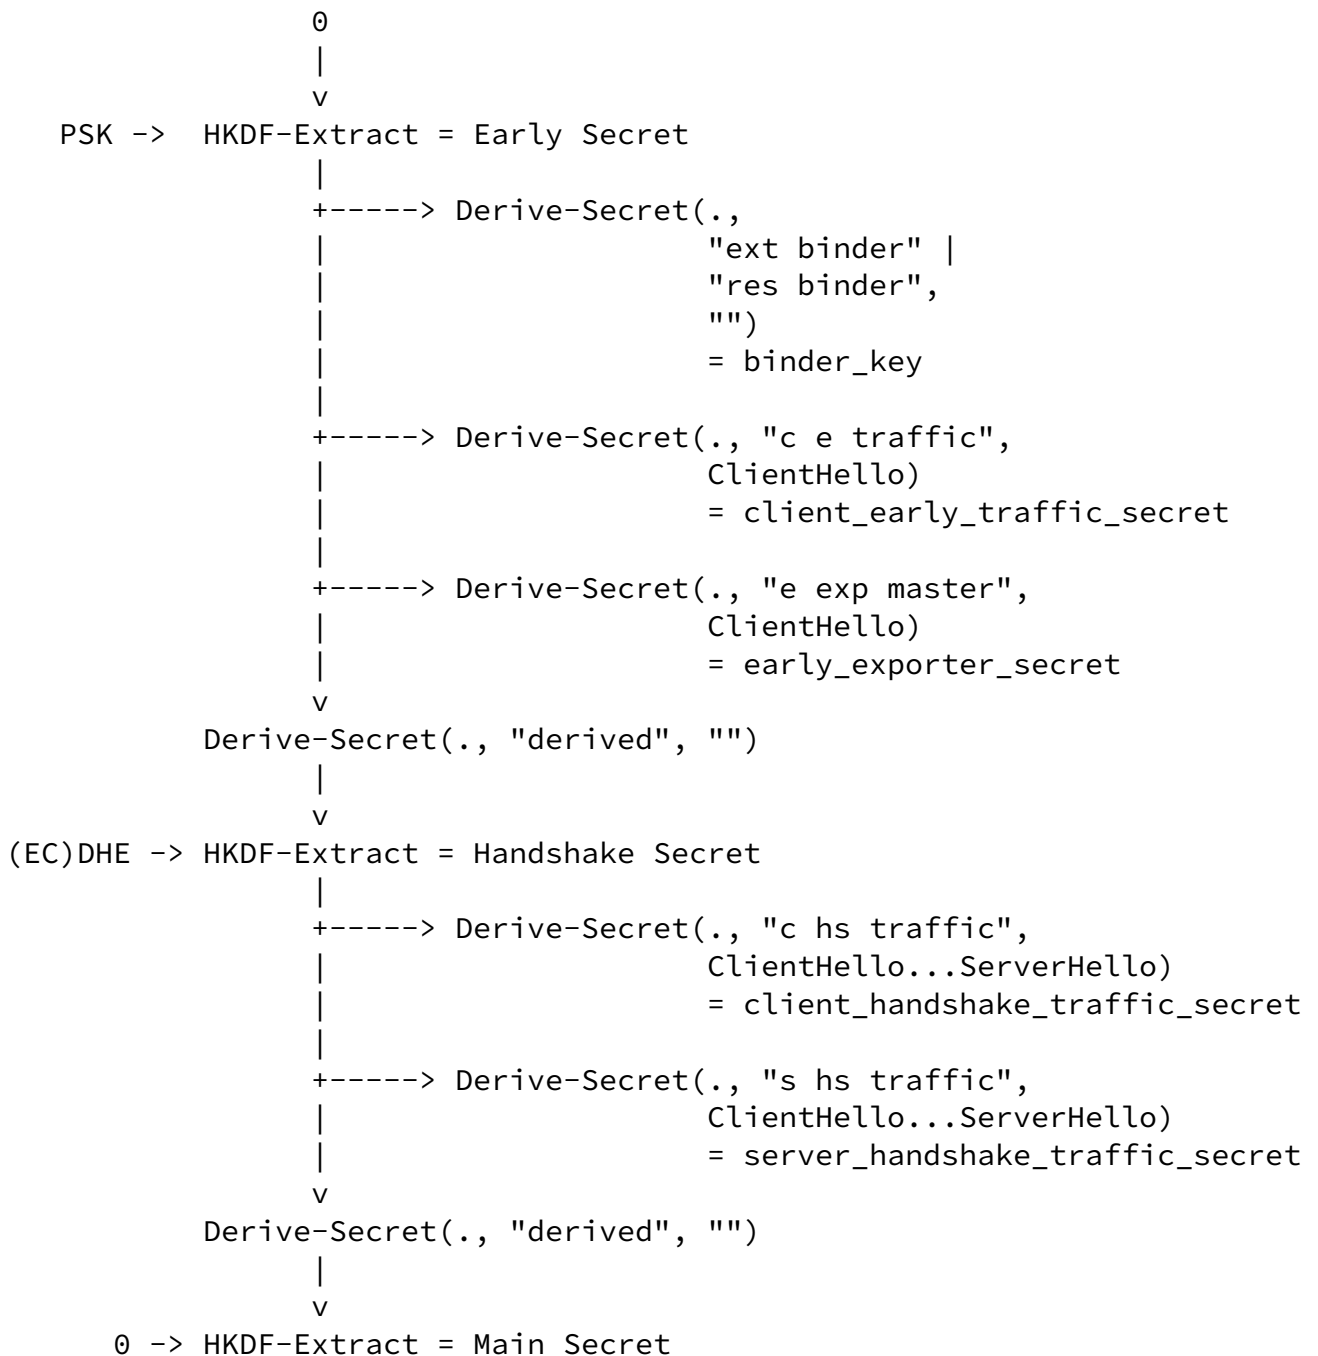 0
                 |
                 v
   PSK ->  HKDF-Extract = Early Secret
                 |
                 +-----> Derive-Secret(.,
                 |                     "ext binder" |
                 |                     "res binder",
                 |                     "")
                 |                     = binder_key
                 |
                 +-----> Derive-Secret(., "c e traffic",
                 |                     ClientHello)
                 |                     = client_early_traffic_secret
                 |
                 +-----> Derive-Secret(., "e exp master",
                 |                     ClientHello)
                 |                     = early_exporter_secret
                 v
           Derive-Secret(., "derived", "")
                 |
                 v
(EC)DHE -> HKDF-Extract = Handshake Secret
                 |
                 +-----> Derive-Secret(., "c hs traffic",
                 |                     ClientHello...ServerHello)
                 |                     = client_handshake_traffic_secret
                 |
                 +-----> Derive-Secret(., "s hs traffic",
                 |                     ClientHello...ServerHello)
                 |                     = server_handshake_traffic_secret
                 v
           Derive-Secret(., "derived", "")
                 |
                 v
      0 -> HKDF-Extract = Main Secret